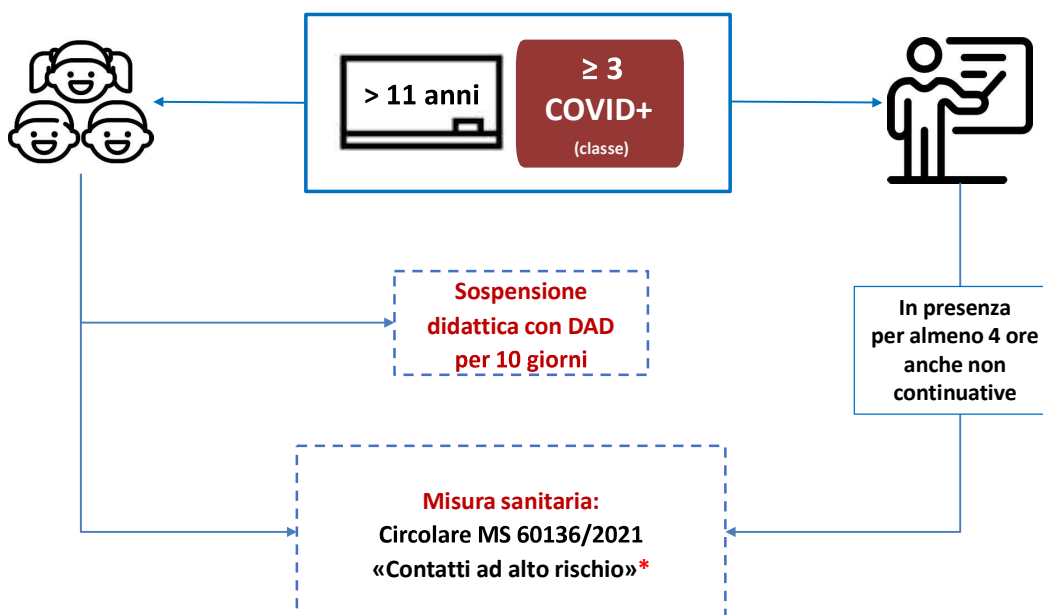 > 11 anni
≥ 3
COVID+
(classe)
Sospensione
didattica con DAD
per 10 giorni
In presenza
per almeno 4 ore
anche non
continuative
Misura sanitaria:
Circolare MS 60136/2021
«Contatti ad alto rischio»*